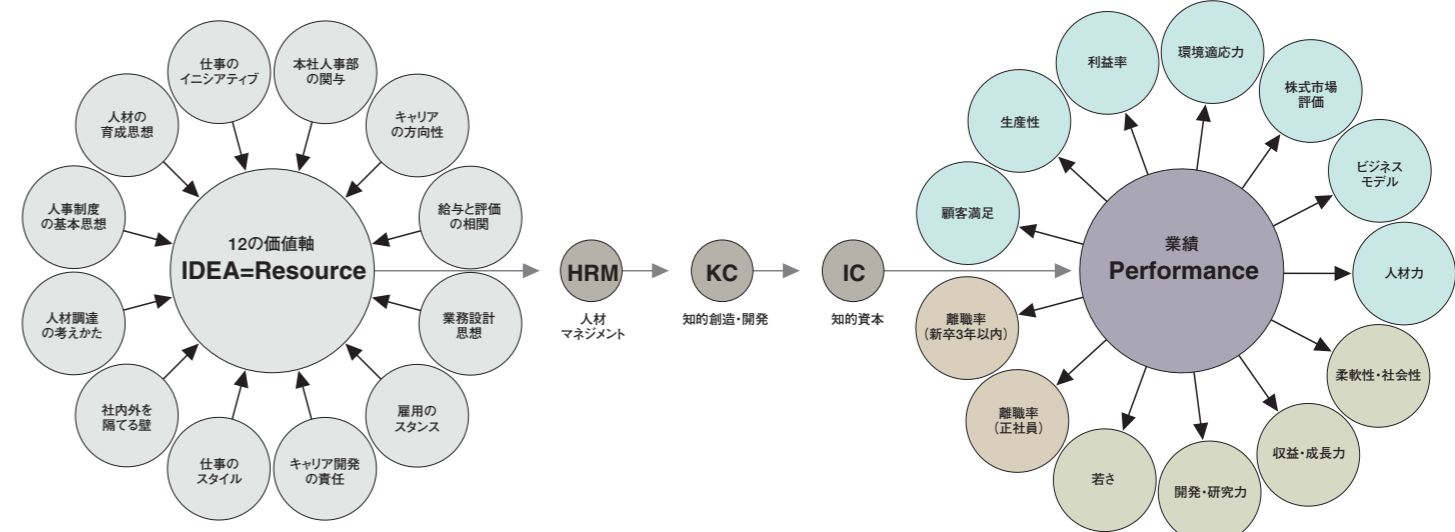 仕事の
イニシアティブ
本社人事部
の関与
キャリア
の方向性
給与と評価
の相関
業務設計
思想
雇用の
スタンス
キャリア開発
の責任
仕事の
スタイル
社内外を
隔てる壁
人材調達
の考えかた
人事制度
の基本思想
人材の
育成思想
12の価値軸
IDEA=Resource
HRM
人材
マネジメント
KC
知的創造・開発
IC
知的資本
業績
Performance
環境適応力
株式市場
評価
ビジネス
モデル
人材力
柔軟性・社会性
収益・成長力
開発・研究力
若さ
離職率
(正社員)
離職率
(新卒3年以内)
顧客満足
生産性
利益率